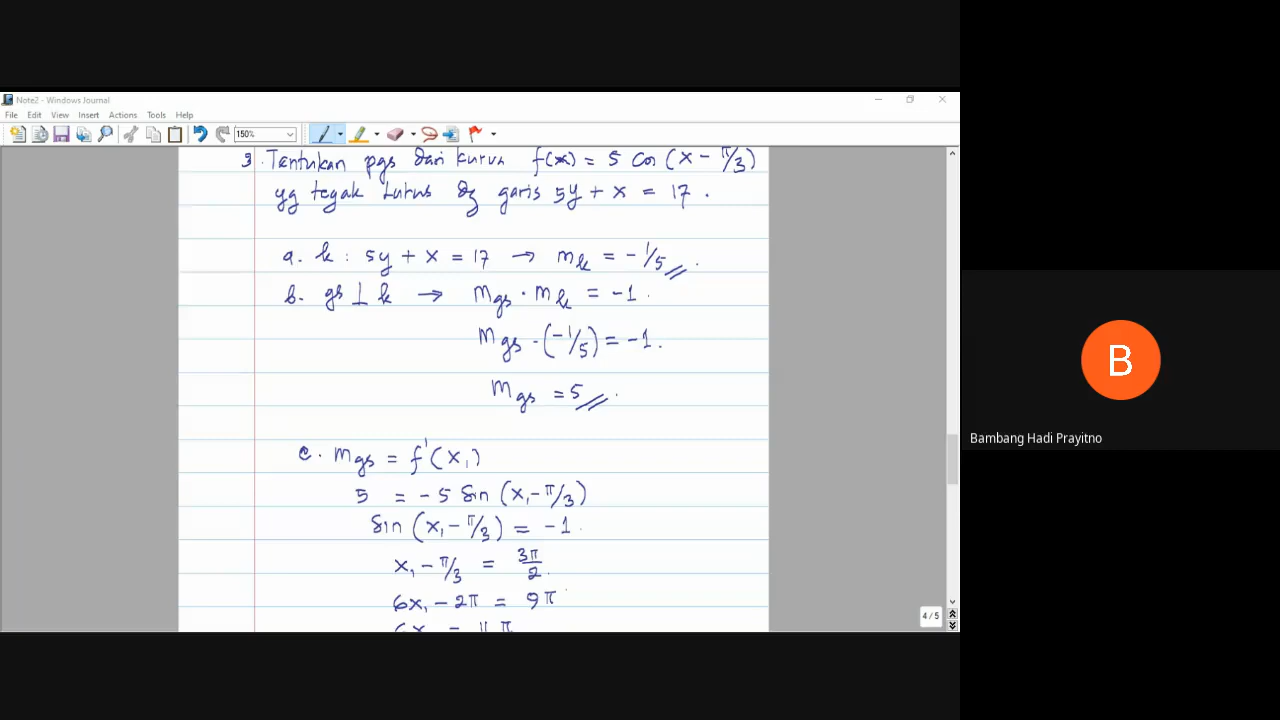 Note2 - Windows Journal
File Edit View Insert Actions Tools Help
150%
3. Tentukan pgs dari kurva f(x) = 5 cos (x - π/3)
yg tegak lurus dg garis 5y + x = 17.
a. k : 5y + x = 17 → mk = -1/5 //.
b. gs ⊥ k → mgs · mk = -1.
mgs · (-1/5) = -1.
mgs = 5 //.
c. mgs = f'(x₁)
5 = -5 sin (x₁ - π/3)
sin (x₁ - π/3) = -1.
x₁ - π/3 = 3π/2.
6x₁ - 2π = 9π
6x₁ = 11π
4 / 5
B
Bambang Hadi Prayitno